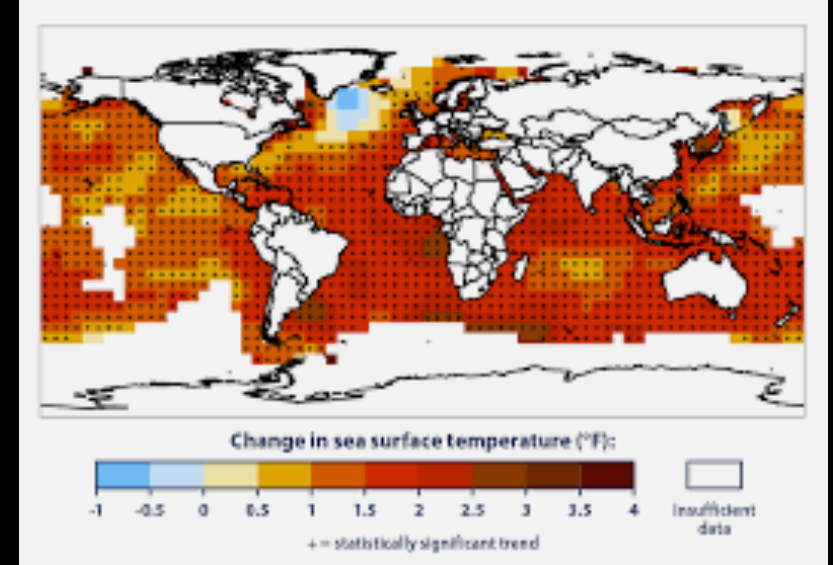 Change in sea surface temperature (°F):
-1 -0.5 0 0.5 1 1.5 2 2.5 3 3.5 4
Insufficient
data
+ = statistically significant trend